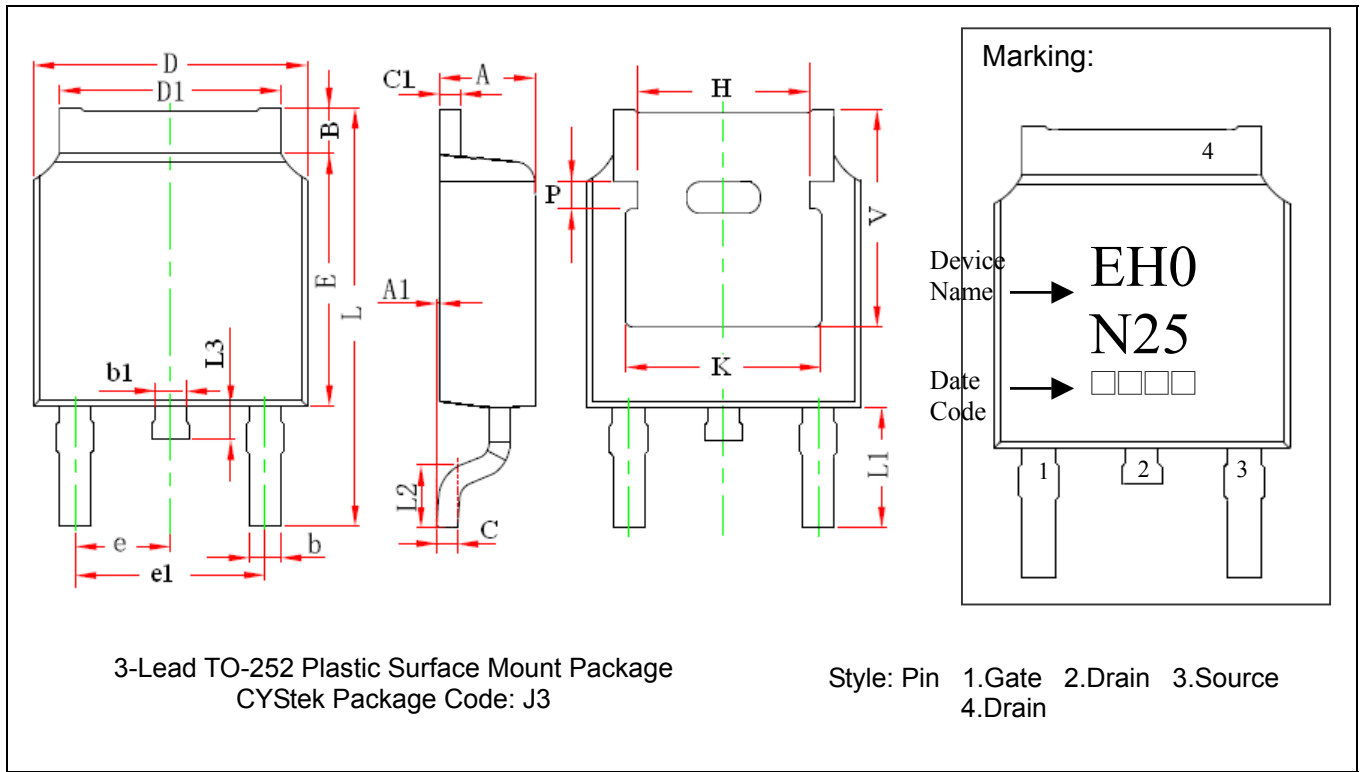 D
D1
B
E
L
L3
b1
e
e1
b
C1
A
A1
L2
C
H
P
V
K
L1
Marking:
4
Device
Name
EH0
N25
Date
Code
□□□□
1 2 3
3-Lead TO-252 Plastic Surface Mount Package
CYStek Package Code: J3
Style: Pin 1.Gate 2.Drain 3.Source
4.Drain